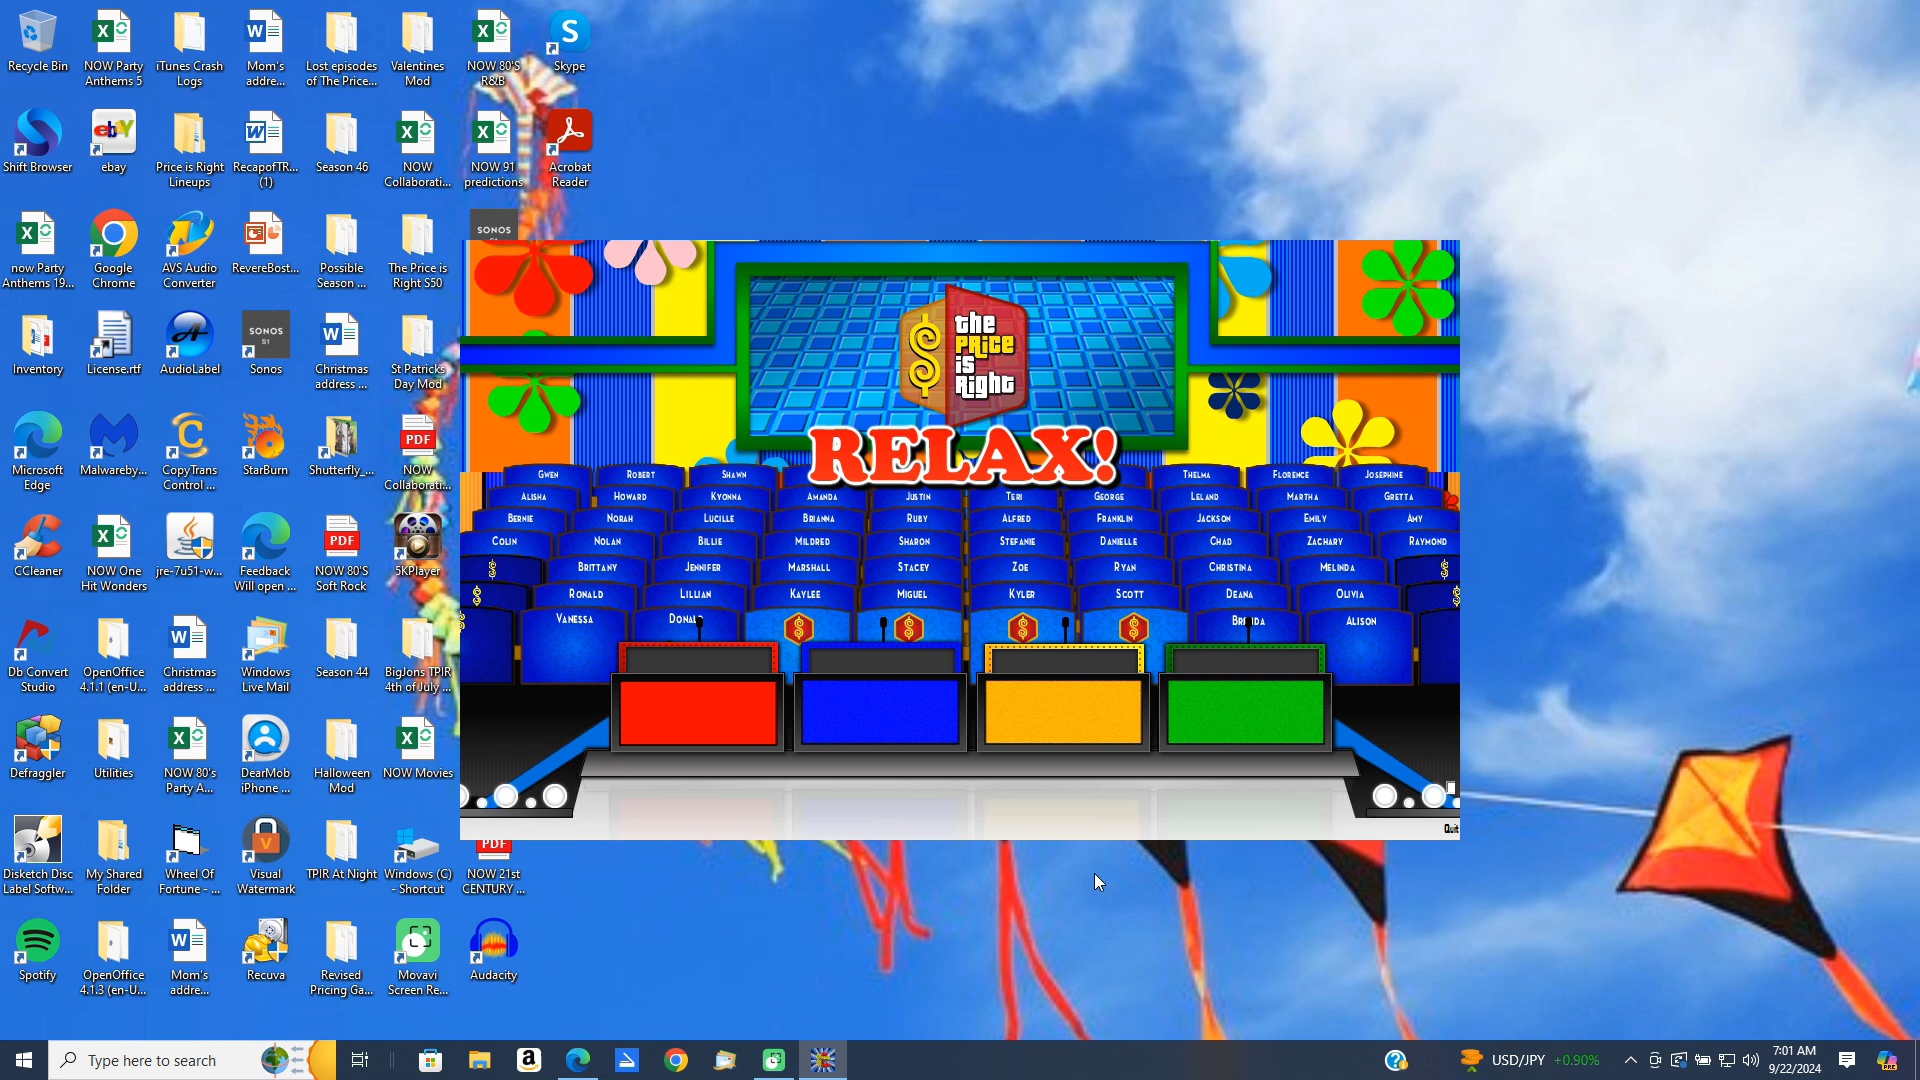 Recycle Bin
NOW Party
Anthems 5
iTunes Crash
Logs
Mom's
addre...
Lost episodes
of The Price...
Valentines
Mod
NOW 80'S
R&B
Skype
Shift Browser
ebay
Price is Right
Lineups
RecapofTR...
(1)
Season 46
NOW
Collaborati...
NOW 91
predictions
Acrobat
Reader
now Party
Anthems 19...
Google
Chrome
AVS Audio
Converter
RevereBost...
Possible
Season ...
The Price is
Right S50
SONOS
S1
Inventory
License.rtf
AudioLabel
SONOS
S1
Sonos
Christmas
address ...
St Patricks
Day Mod
Microsoft
Edge
Malwareby...
CopyTrans
Control ...
StarBurn
Shutterfly_...
PDF
NOW
Collaborati...
CCleaner
NOW One
Hit Wonders
jre-7u51-w...
Feedback
Will open ...
PDF
NOW 80'S
Soft Rock
5KPlayer
Db Convert
Studio
OpenOffice
4.1.1 (en-U...
Christmas
address ...
Windows
Live Mail
Season 44
BigJons TPIR
4th of July ...
Defraggler
Utilities
NOW 80's
Party A...
DearMob
iPhone ...
Halloween
Mod
NOW Movies
Disketch Disc
Label Softw...
My Shared
Folder
Wheel Of
Fortune - ...
Visual
Watermark
TPIR At Night
Windows (C)
- Shortcut
PDF
NOW 21st
CENTURY ...
Spotify
OpenOffice
4.1.3 (en-U...
Mom's
addre...
Recuva
Revised
Pricing Ga...
Movavi
Screen Re...
Audacity
the
PRICE
is
Right
RELAX!
GWEN ROBERT SHAWN THELMA FLORENCE JOSEPHINE
ALISHA HOWARD KYONNA AMANDA JUSTIN TERI GEORGE LELAND MARTHA GRETTA
BERNIE NORAH LUCILLE BRIANNA RUBY ALFRED FRANKLIN JACKSON EMILY AMY
COLIN NOLAN BILLIE MILDRED SHARON STEFANIE DANIELLE CHAD ZACHARY RAYMOND
BRITTANY JENNIFER MARSHALL STACEY ZOE RYAN CHRISTINA MELINDA
RONALD LILLIAN KAYLEE MIGUEL KYLER SCOTT DEANA OLIVIA
VANESSA DONALD BRENDA ALISON
Quit
Type here to search
USD/JPY +0.90%
7:01 AM
9/22/2024
PRE